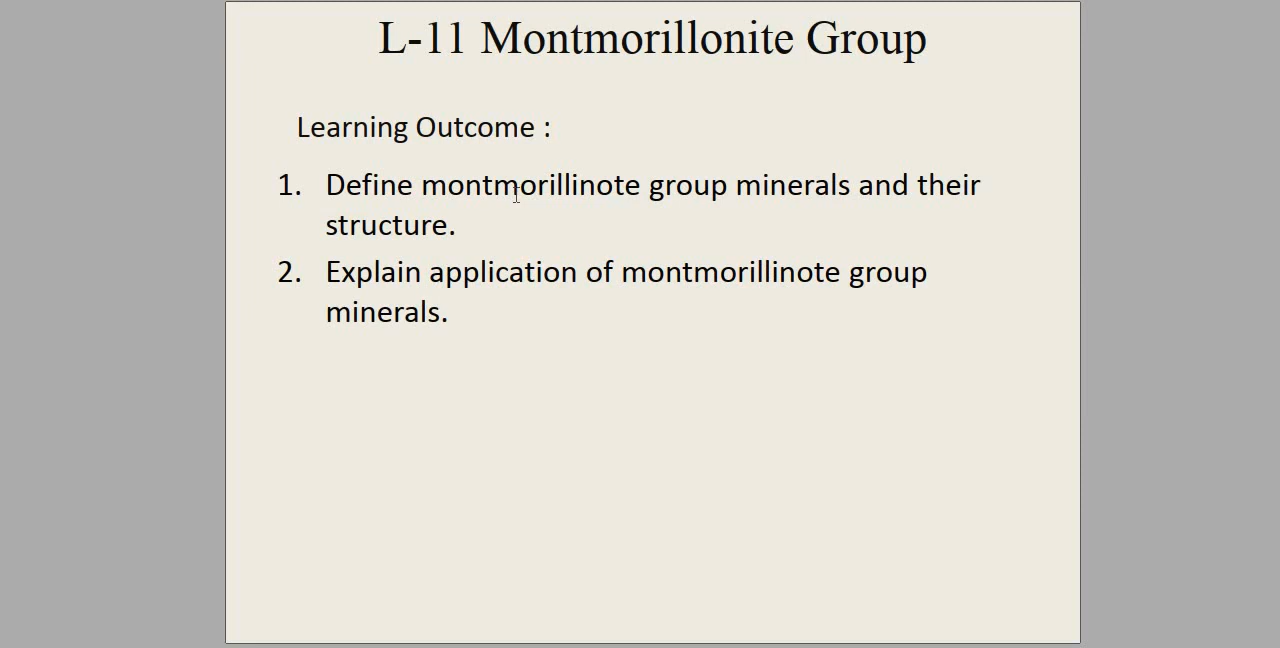 L-11 Montmorillonite Group
Learning Outcome :
1. Define montmorillinote group minerals and their
structure.
2. Explain application of montmorillinote group
minerals.